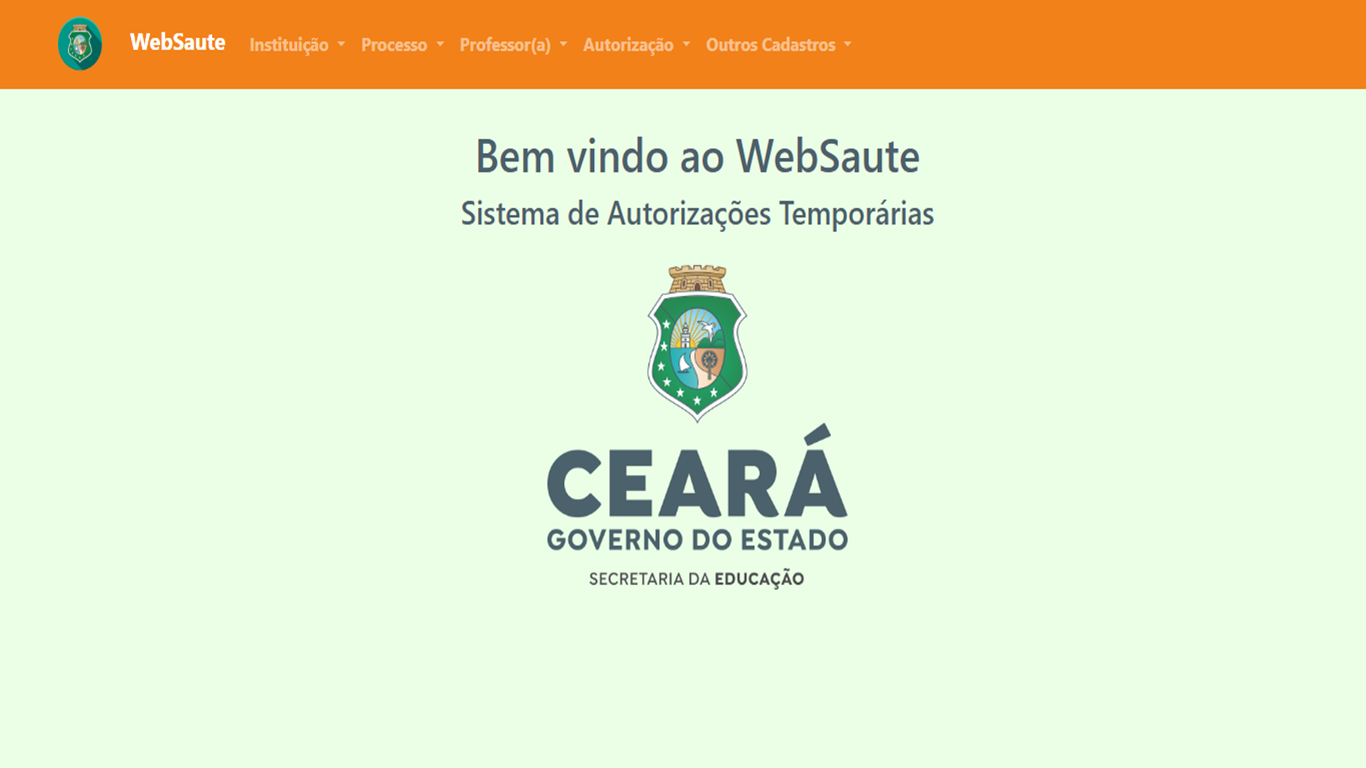 WebSaute Instituição Processo Professor(a) Autorização Outros Cadastros
Bem vindo ao WebSaute
Sistema de Autorizações Temporárias
CEARÁ
GOVERNO DO ESTADO
SECRETARIA DA EDUCAÇÃO